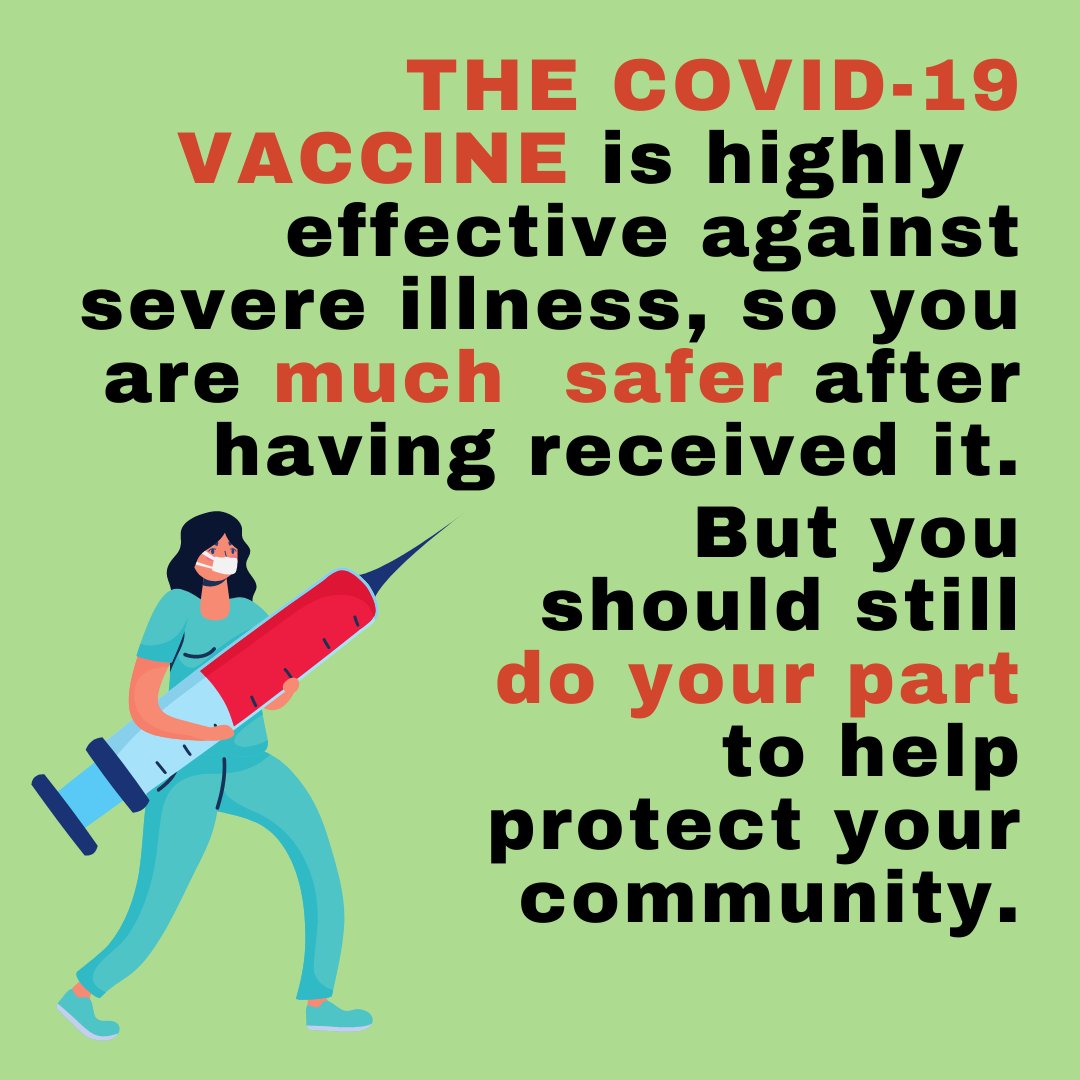 THE COVID-19
VACCINE is highly
effective against
severe illness, so you
are much safer after
having received it.
But you
should still
do your part
to help
protect your
community.